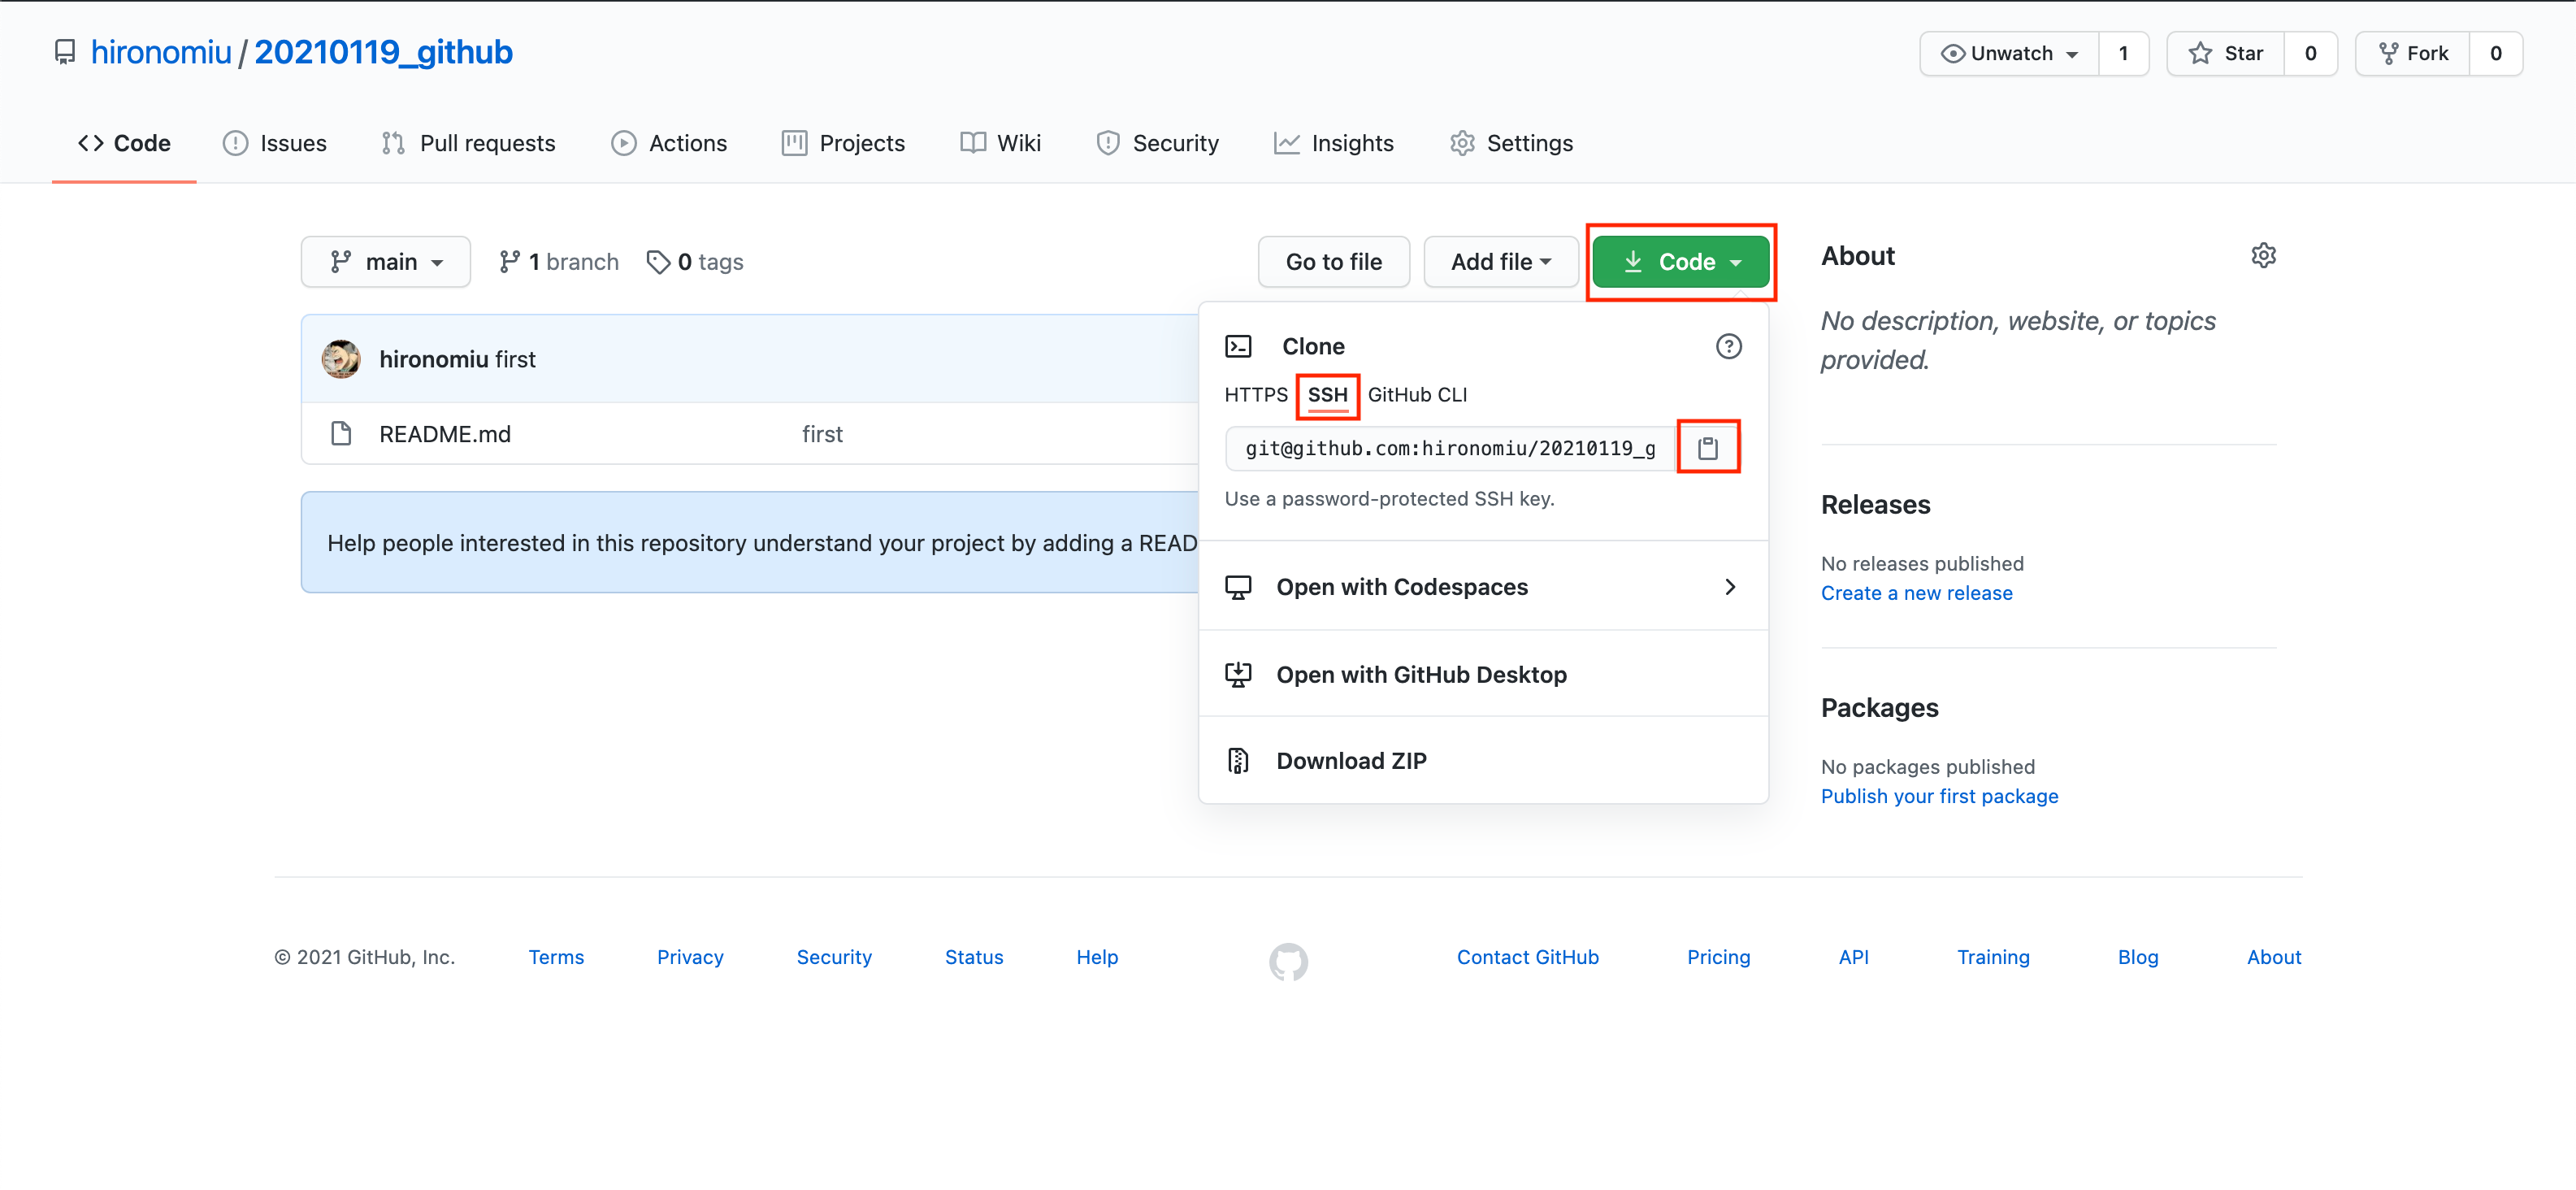 hironomiu / 20210119_github
Unwatch 1 Star 0 Fork 0
Code Issues Pull requests Actions Projects Wiki Security Insights Settings
main 1 branch 0 tags
Go to file Add file Code
hironomiu first
README.md first
Help people interested in this repository understand your project by adding a READ
Clone
HTTPS SSH GitHub CLI
git@github.com:hironomiu/20210119_g
Use a password-protected SSH key.
Open with Codespaces
Open with GitHub Desktop
Download ZIP
About
No description, website, or topics
provided.
Releases
No releases published
Create a new release
Packages
No packages published
Publish your first package
© 2021 GitHub, Inc. Terms Privacy Security Status Help Contact GitHub Pricing API Training Blog About